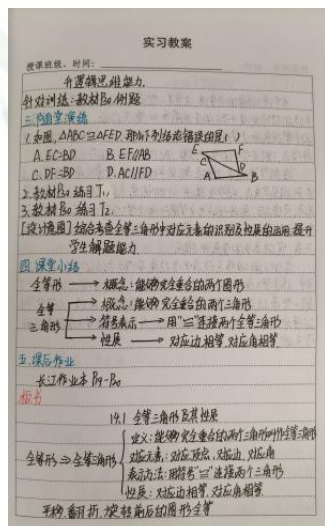 实习教案
授课班级、时间：
升逻辑思维能力。
针对训练：教材P30例题
三、随堂演练
1.如图，△ABC≌△FED，那么下列结论错误的是（ ）
A. EC=BD B. EF∥AB
C. DF=BD D. AC∥FD
E F C D A B
2.教材P30练习T1。
3.教材P30练习T2。
[设计意图]综合考查全等三角形中对应元素的识别及性质的运用，提升
学生解题能力
四、课堂小结
全等形 → 概念：能够完全重合的两个图形
全等三角形
概念：能够完全重合的两个三角形
符号表示 → 用"≌"连接两个全等三角形
性质 → 对应边相等，对应角相等
五、课后作业
长江作业本
板书
14.1 全等三角形及其性质
定义：能够完全重合的两个三角形叫作全等三角形
全等形⇒全等三角形
对应元素：对应顶点、对应边、对应角
表示方法：用符号"≌"连接两个三角形
性质：对应边相等，对应角相等
平移、翻折、旋转前后的图形全等